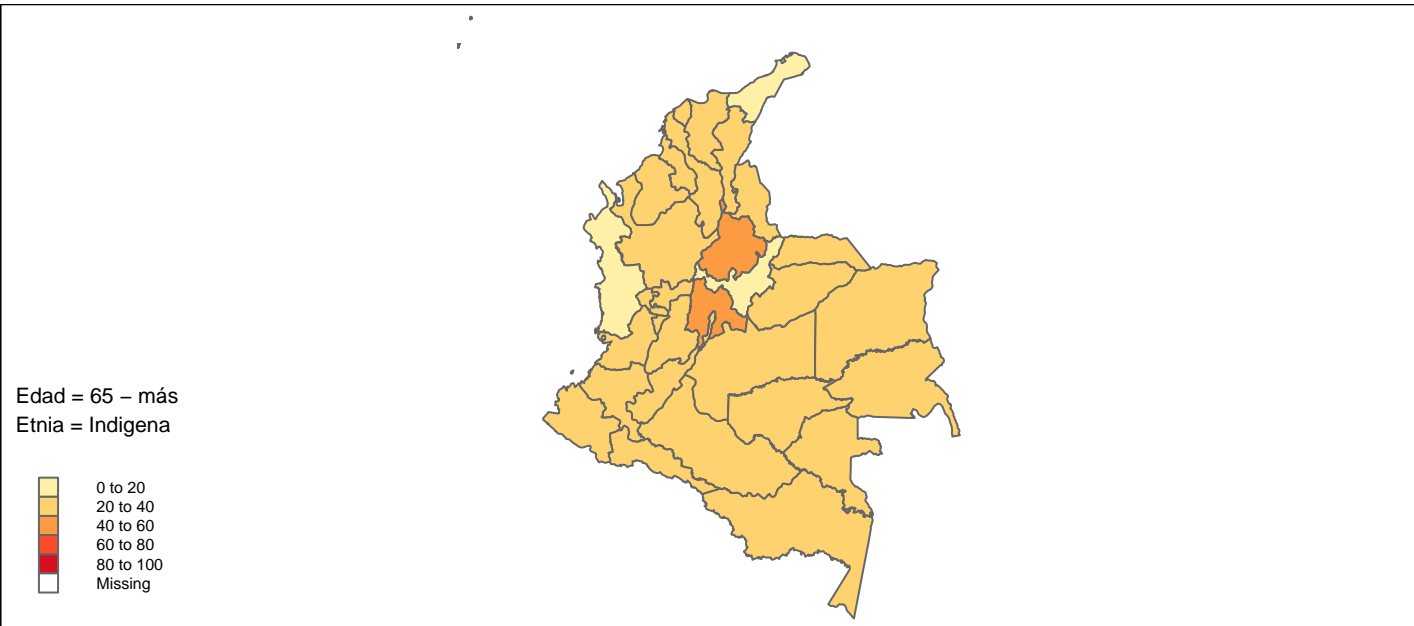 Edad = 65 − más
Etnia = Indigena
0 to 20
20 to 40
40 to 60
60 to 80
80 to 100
Missing